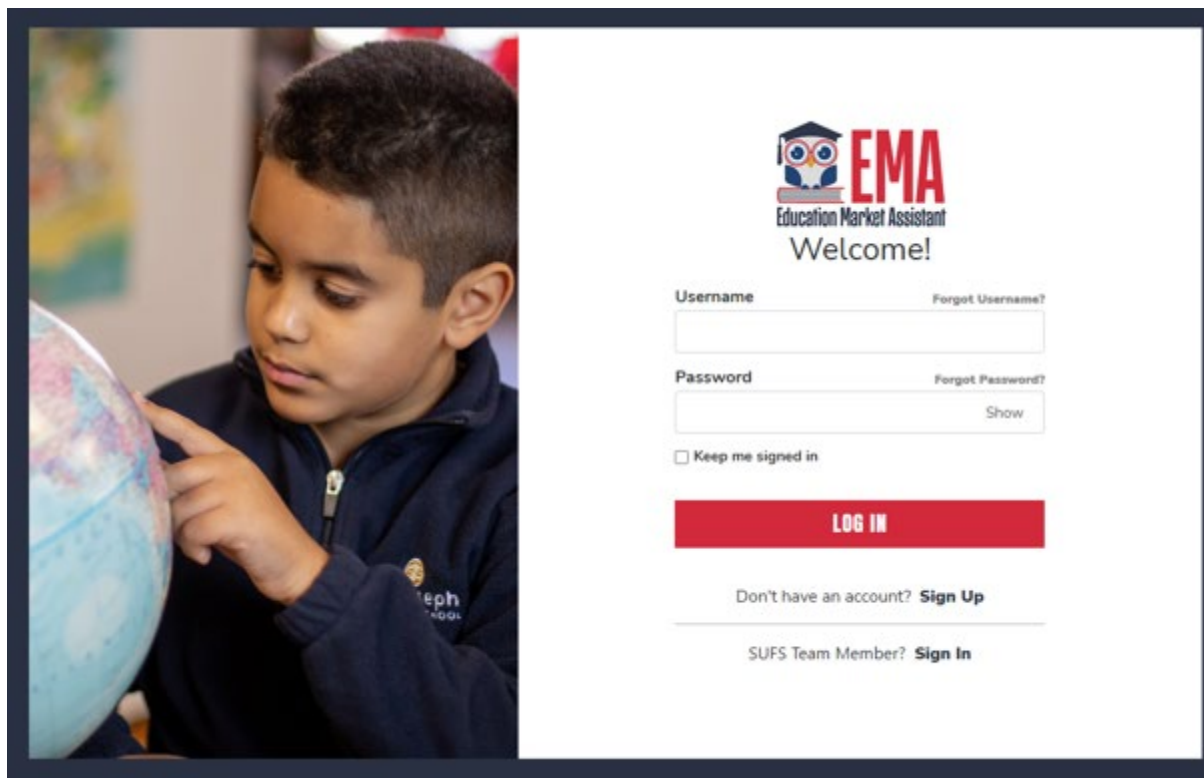 EMA
Education Market Assistant
Welcome!
Username Forgot Username?
Password Forgot Password?
Show
Keep me signed in
LOG IN
Don't have an account? Sign Up
SUFS Team Member? Sign In